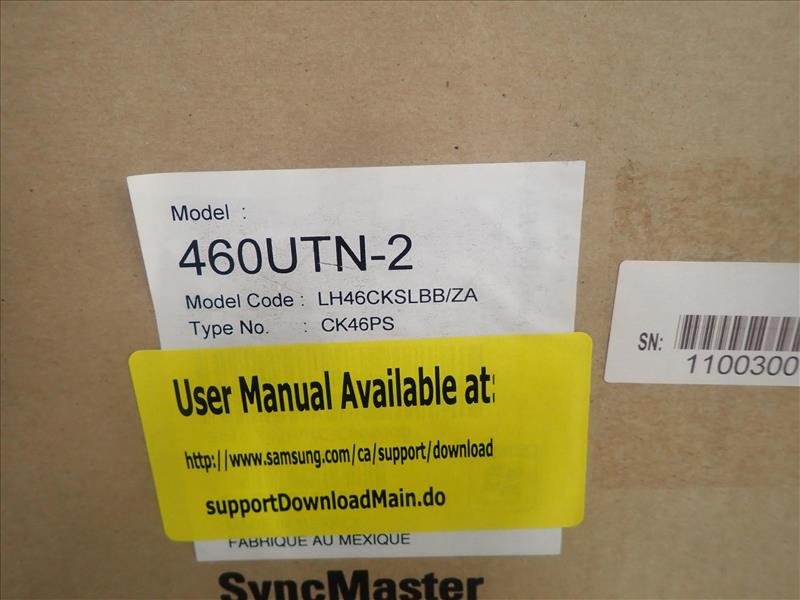 Model :
460UTN-2
Model Code : LH46CKSLBB/ZA
Type No. : CK46PS
User Manual Available at:
http://www.samsung.com/ca/support/download
supportDownloadMain.do
FABRIQUE AU MEXIQUE
SyncMaster
SN:
1100300